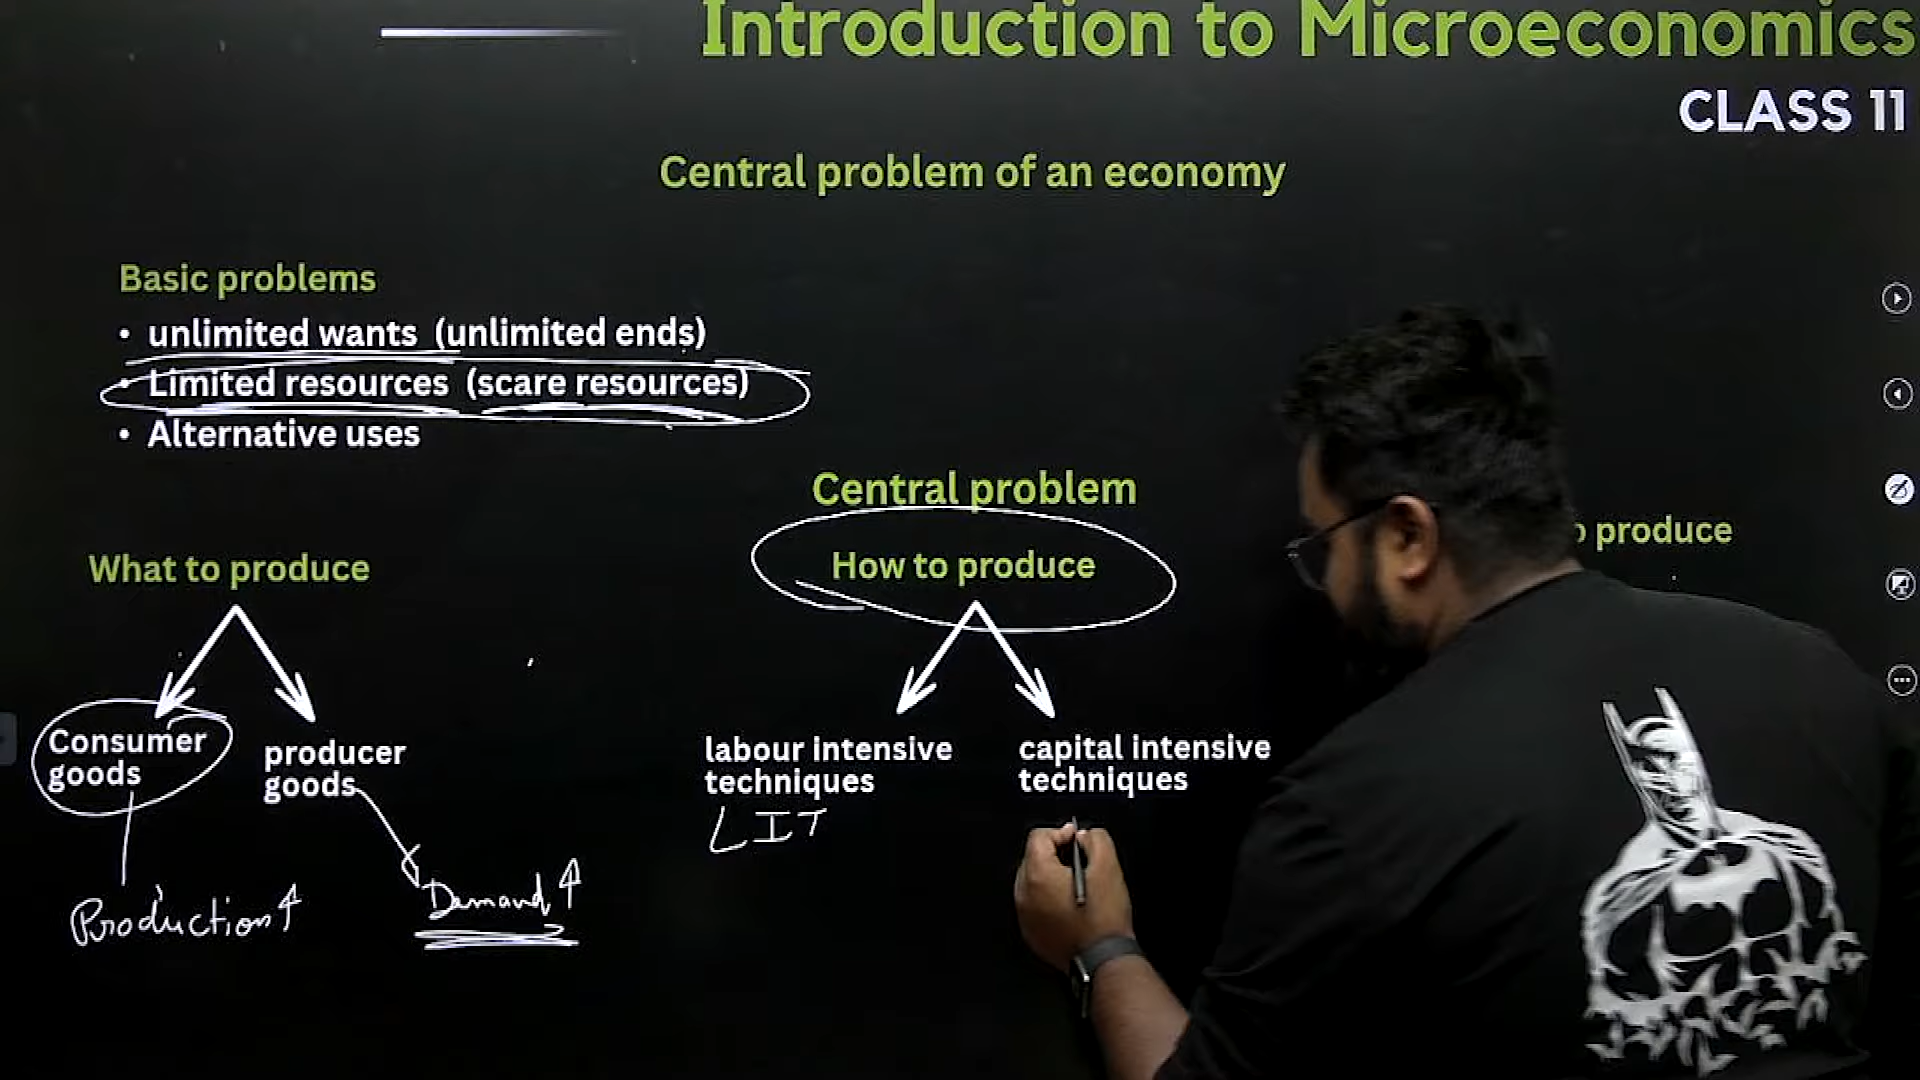 Introduction to Microeconomics
CLASS 11
Central problem of an economy
Basic problems
• unlimited wants (unlimited ends)
• Limited resources (scare resources)
• Alternative uses
Central problem
What to produce
How to produce
produce
Consumer
goods
producer
goods
labour intensive
techniques
capital intensive
techniques
LIT
Production↑
Demand↑